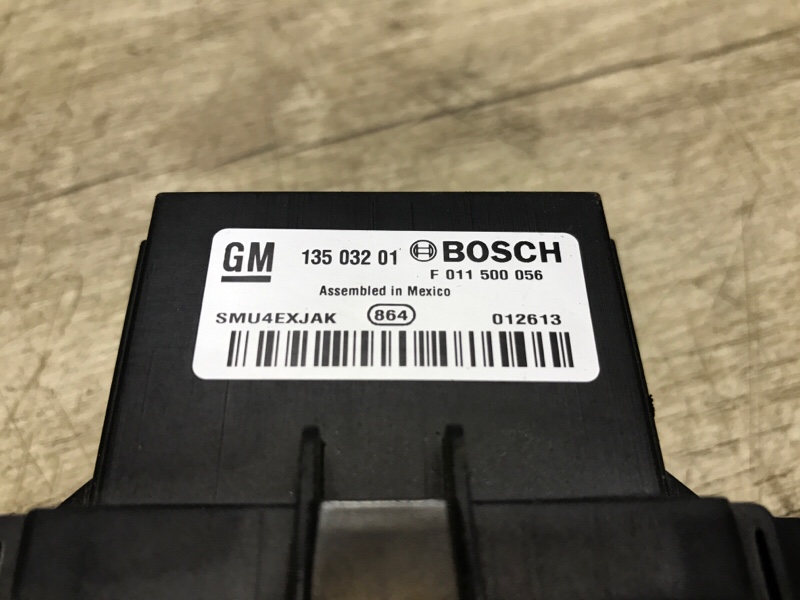 GM 135 032 01 BOSCH
F 011 500 056
Assembled in Mexico
SMU4EXJAK 864 012613